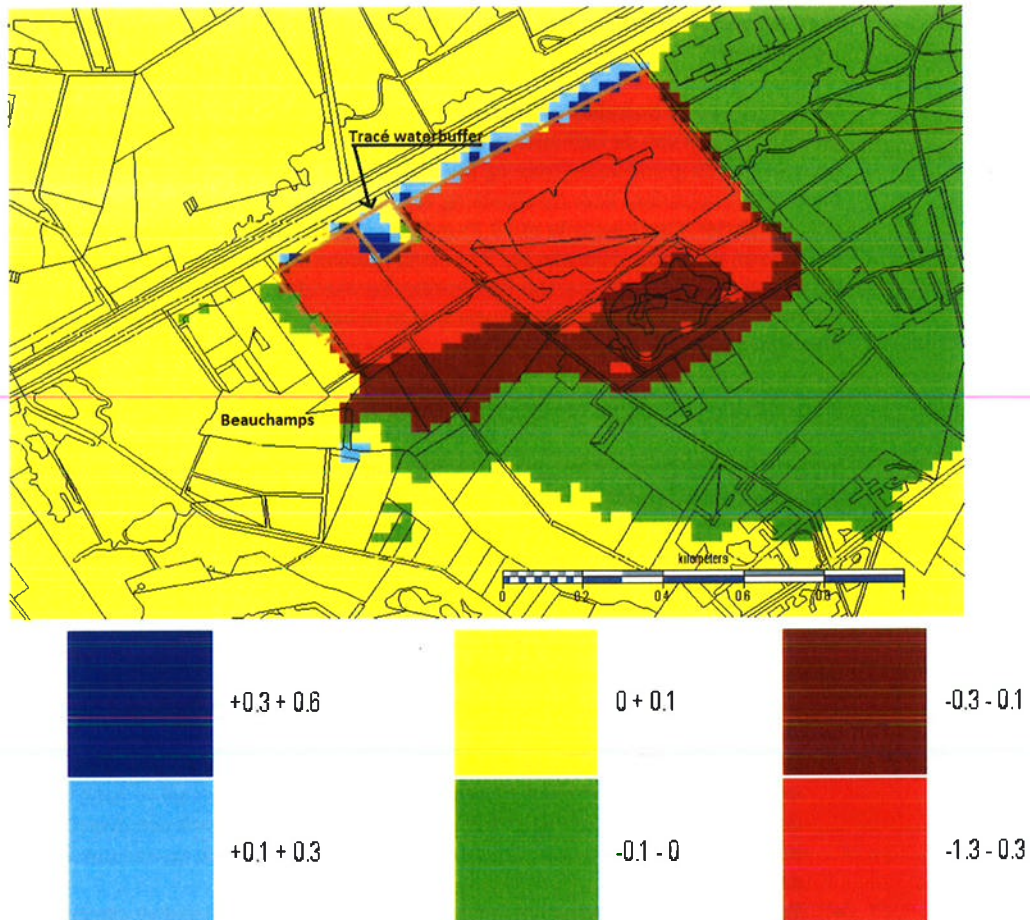 Tracé waterbuffer
Beauchamps
kilometers
0 0.2 0.4 0.6 0.8 1
+0.3 + 0.6
0 + 0.1
-0.3 - 0.1
+0.1 + 0.3
-0.1 - 0
-1.3 - 0.3